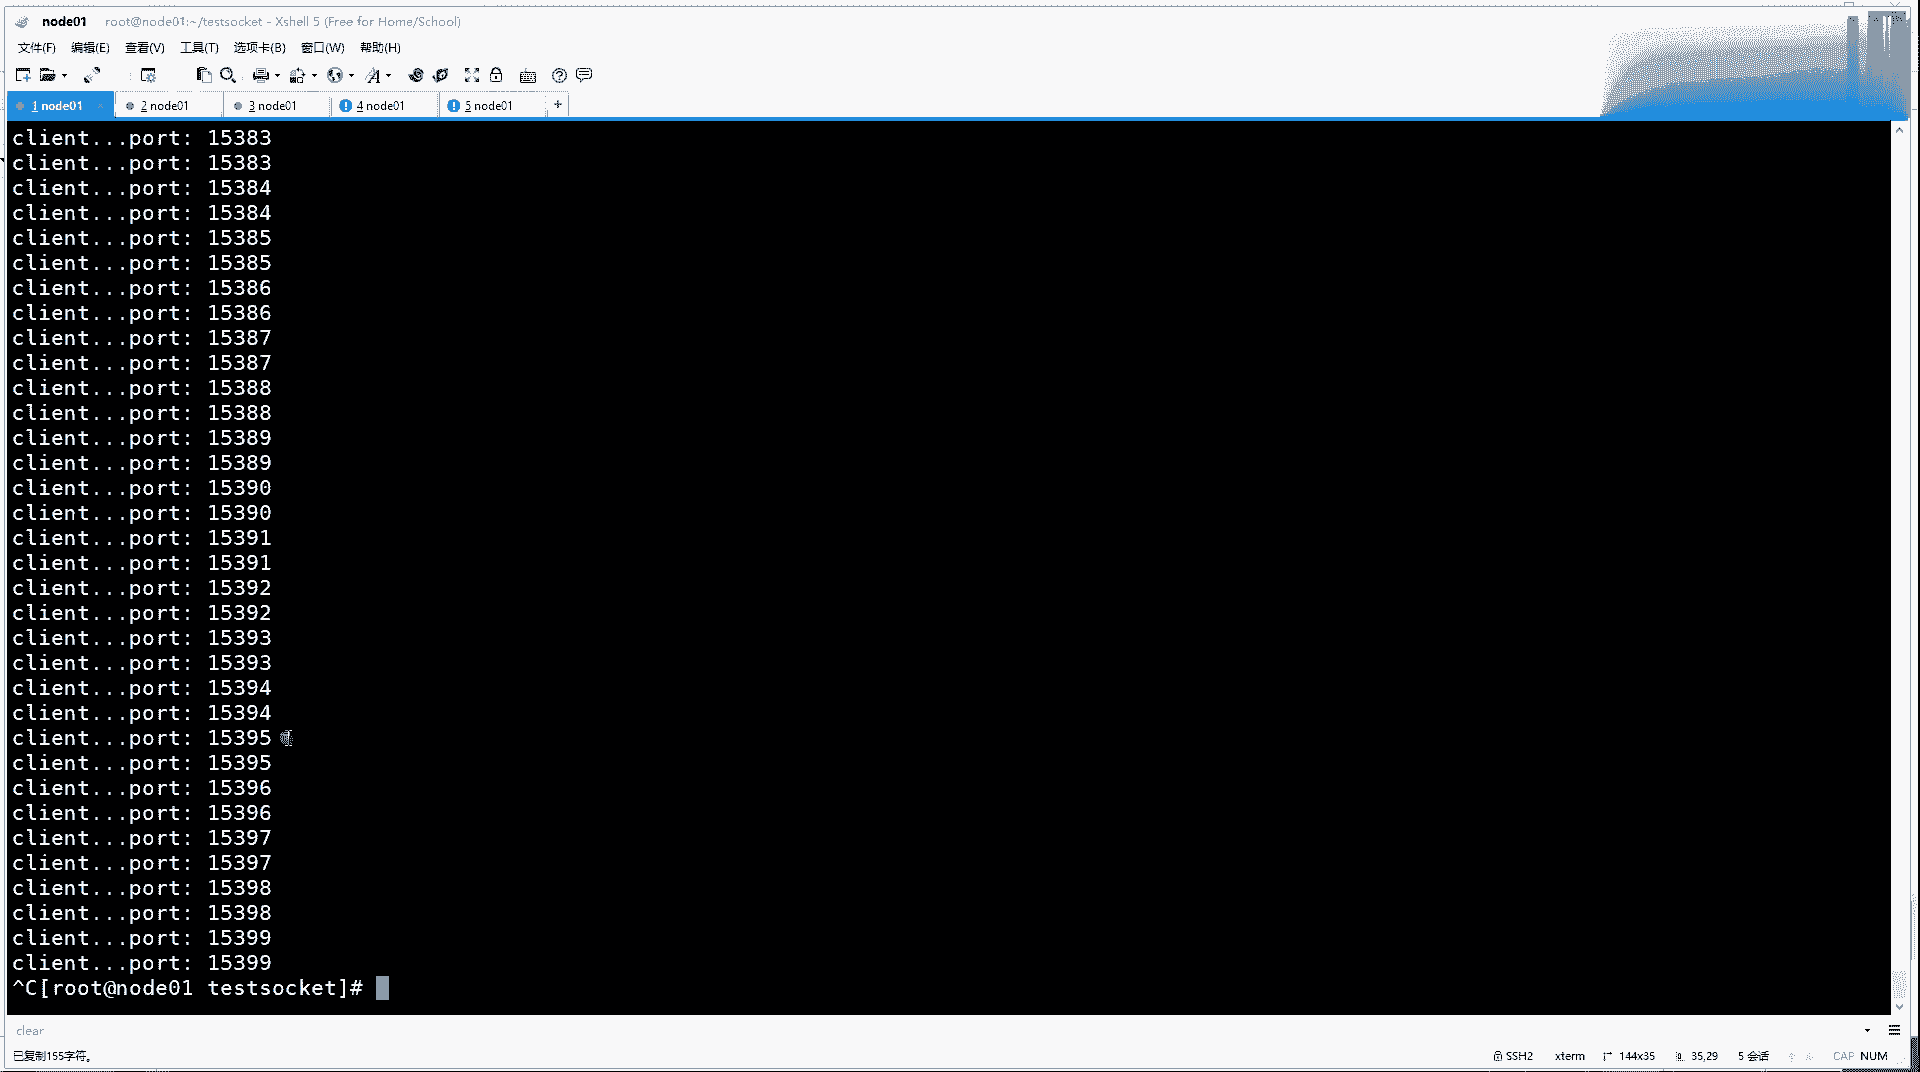 node01 root@node01:~/testsocket - Xshell 5 (Free for Home/School)
文件(F) 编辑(E) 查看(V) 工具(T) 选项卡(B) 窗口(W) 帮助(H)
1 node01 2 node01 3 node01 4 node01 5 node01 +
client...port: 15383
client...port: 15383
client...port: 15384
client...port: 15384
client...port: 15385
client...port: 15385
client...port: 15386
client...port: 15386
client...port: 15387
client...port: 15387
client...port: 15388
client...port: 15388
client...port: 15389
client...port: 15389
client...port: 15390
client...port: 15390
client...port: 15391
client...port: 15391
client...port: 15392
client...port: 15392
client...port: 15393
client...port: 15393
client...port: 15394
client...port: 15394
client...port: 15395
client...port: 15395
client...port: 15396
client...port: 15396
client...port: 15397
client...port: 15397
client...port: 15398
client...port: 15398
client...port: 15399
client...port: 15399
^C[root@node01 testsocket]#
clear
已复制155字符。 SSH2 xterm 144x35 35,29 5 会话 CAP NUM